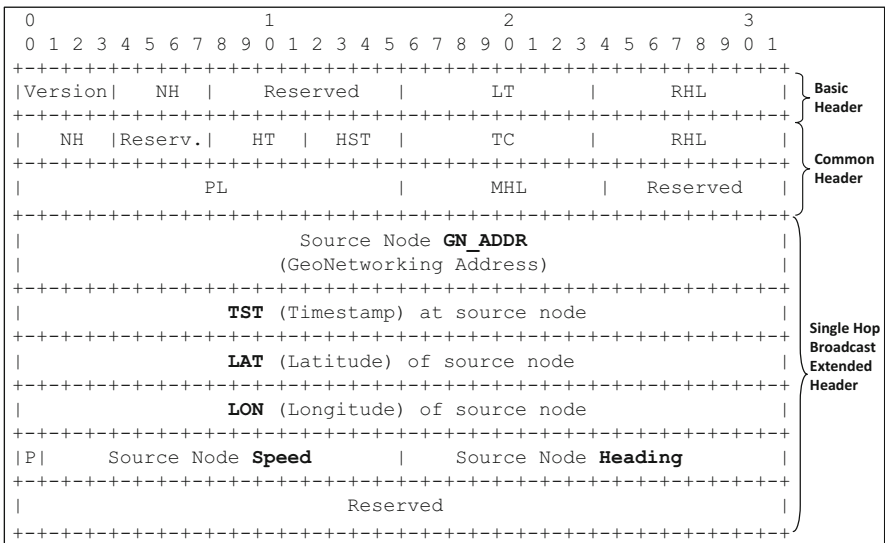 0                   1                   2                   3
0 1 2 3 4 5 6 7 8 9 0 1 2 3 4 5 6 7 8 9 0 1 2 3 4 5 6 7 8 9 0 1
+-+-+-+-+-+-+-+-+-+-+-+-+-+-+-+-+-+-+-+-+-+-+-+-+-+-+-+-+-+-+-+-+
|Version| NH | Reserved | LT | RHL |
Basic Header
+-+-+-+-+-+-+-+-+-+-+-+-+-+-+-+-+-+-+-+-+-+-+-+-+-+-+-+-+-+-+-+-+
| NH |Reserv.| HT | HST | TC | RHL |
+-+-+-+-+-+-+-+-+-+-+-+-+-+-+-+-+-+-+-+-+-+-+-+-+-+-+-+-+-+-+-+-+
Common Header
| PL | MHL | Reserved |
+-+-+-+-+-+-+-+-+-+-+-+-+-+-+-+-+-+-+-+-+-+-+-+-+-+-+-+-+-+-+-+-+
| Source Node GN_ADDR |
| (GeoNetworking Address) |
+-+-+-+-+-+-+-+-+-+-+-+-+-+-+-+-+-+-+-+-+-+-+-+-+-+-+-+-+-+-+-+-+
| TST (Timestamp) at source node |
+-+-+-+-+-+-+-+-+-+-+-+-+-+-+-+-+-+-+-+-+-+-+-+-+-+-+-+-+-+-+-+-+
| LAT (Latitude) of source node |
Single Hop Broadcast Extended Header
+-+-+-+-+-+-+-+-+-+-+-+-+-+-+-+-+-+-+-+-+-+-+-+-+-+-+-+-+-+-+-+-+
| LON (Longitude) of source node |
+-+-+-+-+-+-+-+-+-+-+-+-+-+-+-+-+-+-+-+-+-+-+-+-+-+-+-+-+-+-+-+-+
|P| Source Node Speed | Source Node Heading |
+-+-+-+-+-+-+-+-+-+-+-+-+-+-+-+-+-+-+-+-+-+-+-+-+-+-+-+-+-+-+-+-+
| Reserved |
+-+-+-+-+-+-+-+-+-+-+-+-+-+-+-+-+-+-+-+-+-+-+-+-+-+-+-+-+-+-+-+-+